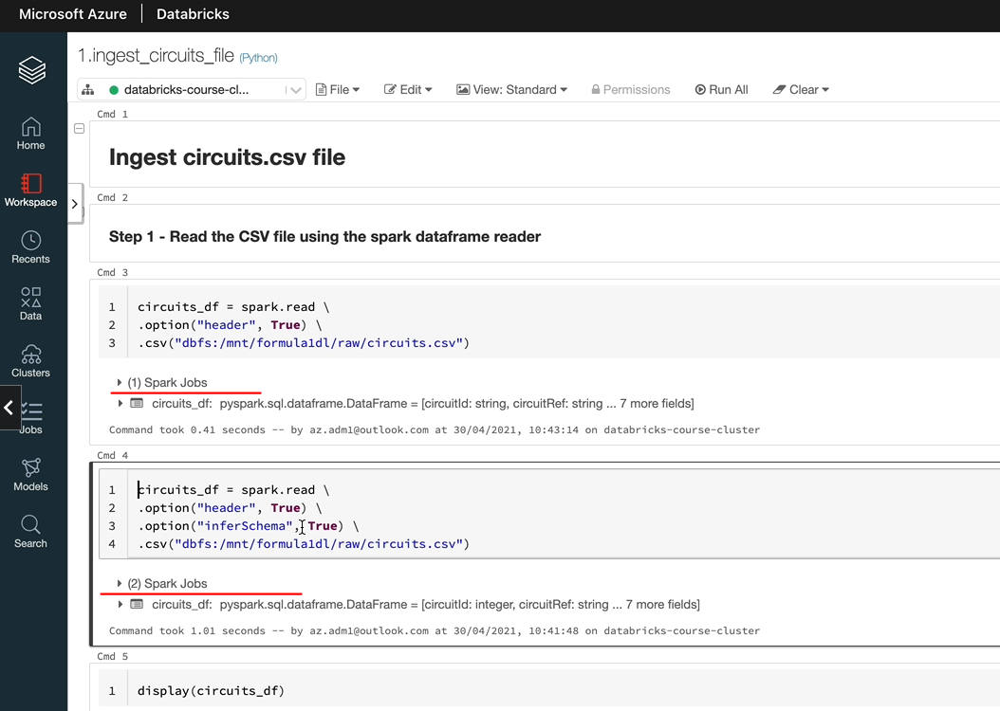 Microsoft Azure | Databricks
1.ingest_circuits_file (Python)
databricks-course-cl...
File
Edit
View: Standard
Permissions
Run All
Clear
Home
Workspace
Recents
Data
Clusters
Jobs
Models
Search
Cmd 1
Ingest circuits.csv file
Cmd 2
Step 1 - Read the CSV file using the spark dataframe reader
Cmd 3
1 circuits_df = spark.read \
2 .option("header", True) \
3 .csv("dbfs:/mnt/formula1dl/raw/circuits.csv")
(1) Spark Jobs
circuits_df: pyspark.sql.dataframe.DataFrame = [circuitId: string, circuitRef: string ... 7 more fields]
Command took 0.41 seconds -- by az.adm1@outlook.com at 30/04/2021, 10:43:14 on databricks-course-cluster
Cmd 4
1 circuits_df = spark.read \
2 .option("header", True) \
3 .option("inferSchema", True) \
4 .csv("dbfs:/mnt/formula1dl/raw/circuits.csv")
(2) Spark Jobs
circuits_df: pyspark.sql.dataframe.DataFrame = [circuitId: integer, circuitRef: string ... 7 more fields]
Command took 1.01 seconds -- by az.adm1@outlook.com at 30/04/2021, 10:41:48 on databricks-course-cluster
Cmd 5
1 display(circuits_df)